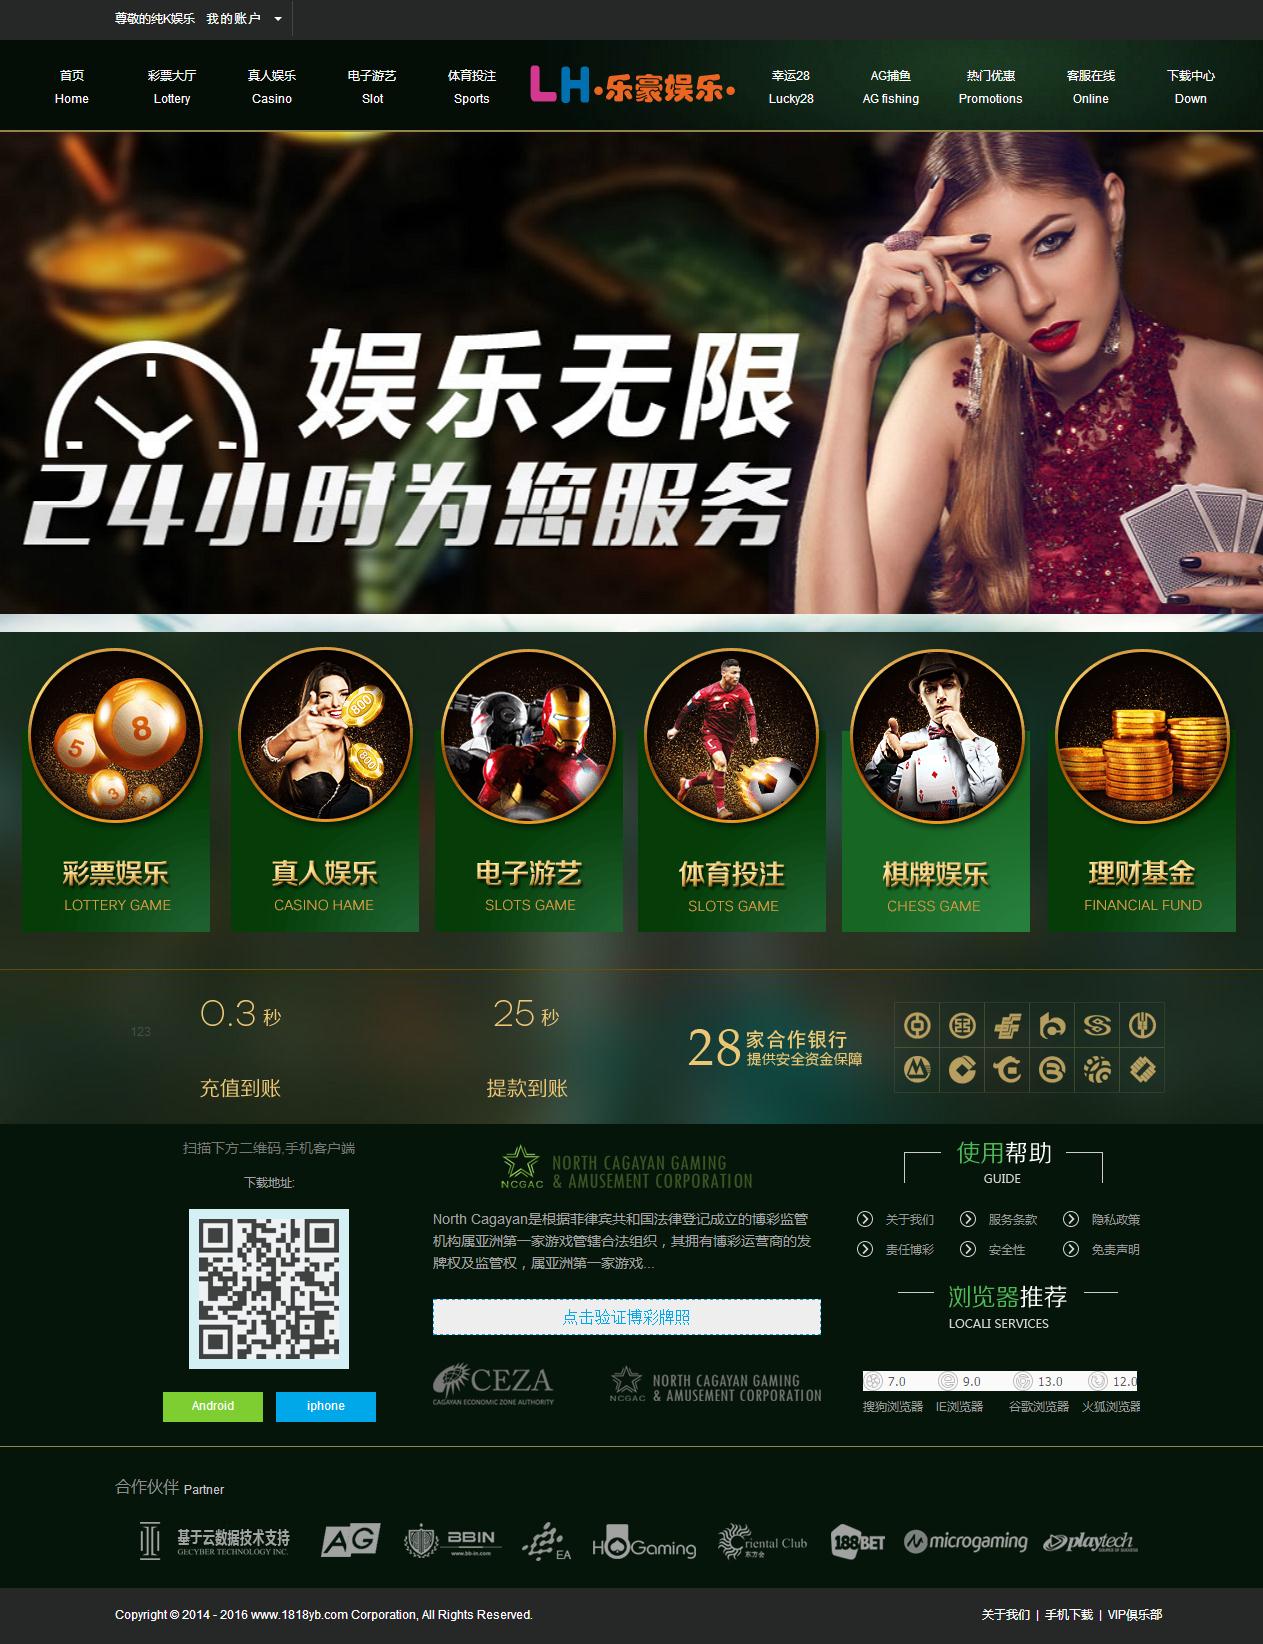 尊敬的纯K娱乐 我的账户
首页 彩票大厅 真人娱乐 电子游艺 体育投注 LH·乐豪娱乐· 幸运28 AG捕鱼 热门优惠 客服在线 下载中心
Home Lottery Casino Slot Sports Lucky28 AG fishing Promotions Online Down
娱乐无限
24小时为您服务
8
5
3
5
800
800
彩票娱乐 真人娱乐 电子游艺 体育投注 棋牌娱乐 理财基金
LOTTERY GAME CASINO HAME SLOTS GAME SLOTS GAME CHESS GAME FINANCIAL FUND
123
0.3 秒
充值到账
25 秒
提款到账
28 家合作银行
提供安全资金保障
扫描下方二维码,手机客户端
下载地址:
Android iphone
NCGAC
NORTH CAGAYAN GAMING
& AMUSEMENT CORPORATION
North Cagayan是根据菲律宾共和国法律登记成立的博彩监管
机构属亚洲第一家游戏管辖合法组织，其拥有博彩运营商的发
牌权及监管权，属亚洲第一家游戏...
点击验证博彩牌照
CEZA
CAGAYAN ECONOMIC ZONE AUTHORITY
NCGAC
NORTH CAGAYAN GAMING
& AMUSEMENT CORPORATION
使用帮助
GUIDE
关于我们 服务条款 隐私政策
责任博彩 安全性 免责声明
浏览器推荐
LOCALI SERVICES
7.0 9.0 13.0 12.0
搜狗浏览器 IE浏览器 谷歌浏览器 火狐浏览器
合作伙伴 Partner
基于云数据技术支持
GECYBER TECHNOLOGY INC.
AG
BBIN
www.bb-in.com
EA
HOGaming
Oriental Club
东方会
188BET
microgaming
playtech
SOURCE OF SUCCESS
Copyright © 2014 - 2016 www.1818yb.com Corporation, All Rights Reserved.
关于我们 | 手机下载 | VIP俱乐部